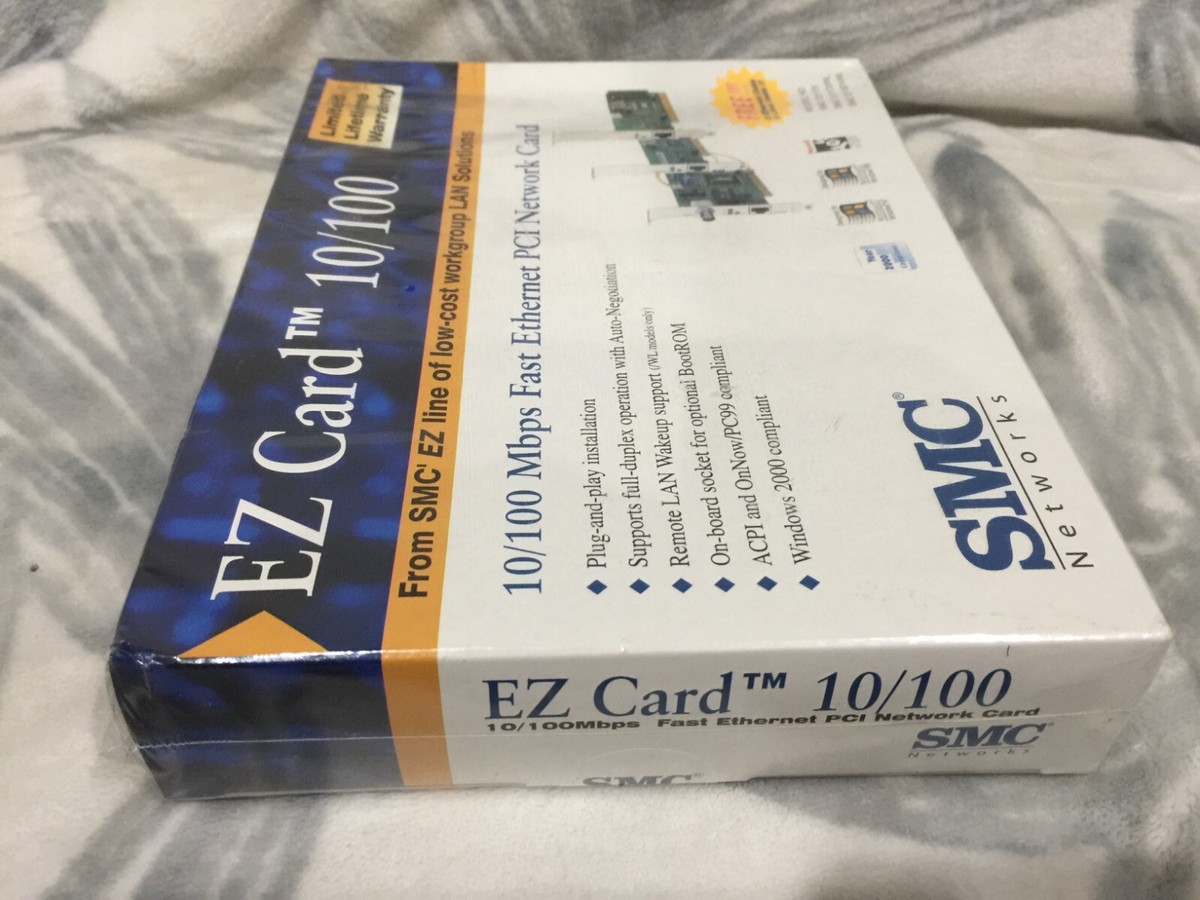 Limited
Lifetime
Warranty
EZ Card™ 10/100
From SMC' EZ line of low-cost workgroup LAN Solutions
10/100 Mbps Fast Ethernet PCI Network Card
◆ Plug-and-play installation
◆ Supports full-duplex operation with Auto-Negotiation
◆ Remote LAN Wakeup support (WL models only)
◆ On-board socket for optional BootROM
◆ ACPI and OnNow/PC99 compliant
◆ Windows 2000 compliant
FREE
SMC®
Networks
EZ Card™ 10/100
10/100Mbps Fast Ethernet PCI Network Card
SMC®
Networks
SMC®